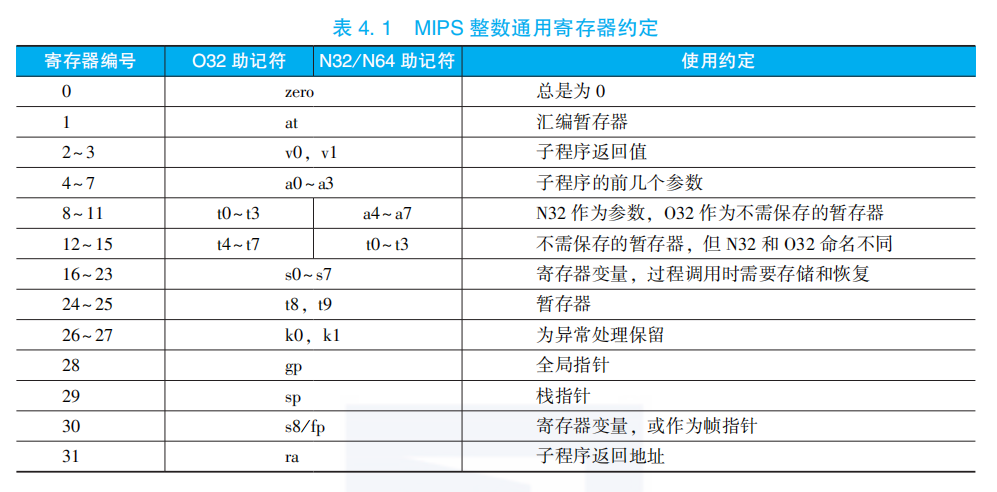 表 4. 1 MIPS 整数通用寄存器约定
寄存器编号 O32 助记符 N32/N64 助记符 使用约定
0 zero 总是为 0
1 at 汇编暂存器
2~3 v0，v1 子程序返回值
4~7 a0~a3 子程序的前几个参数
8~11 t0~t3 a4~a7 N32 作为参数，O32 作为不需保存的暂存器
12~15 t4~t7 t0~t3 不需保存的暂存器，但 N32 和 O32 命名不同
16~23 s0~s7 寄存器变量，过程调用时需要存储和恢复
24~25 t8，t9 暂存器
26~27 k0，k1 为异常处理保留
28 gp 全局指针
29 sp 栈指针
30 s8/fp 寄存器变量，或作为帧指针
31 ra 子程序返回地址